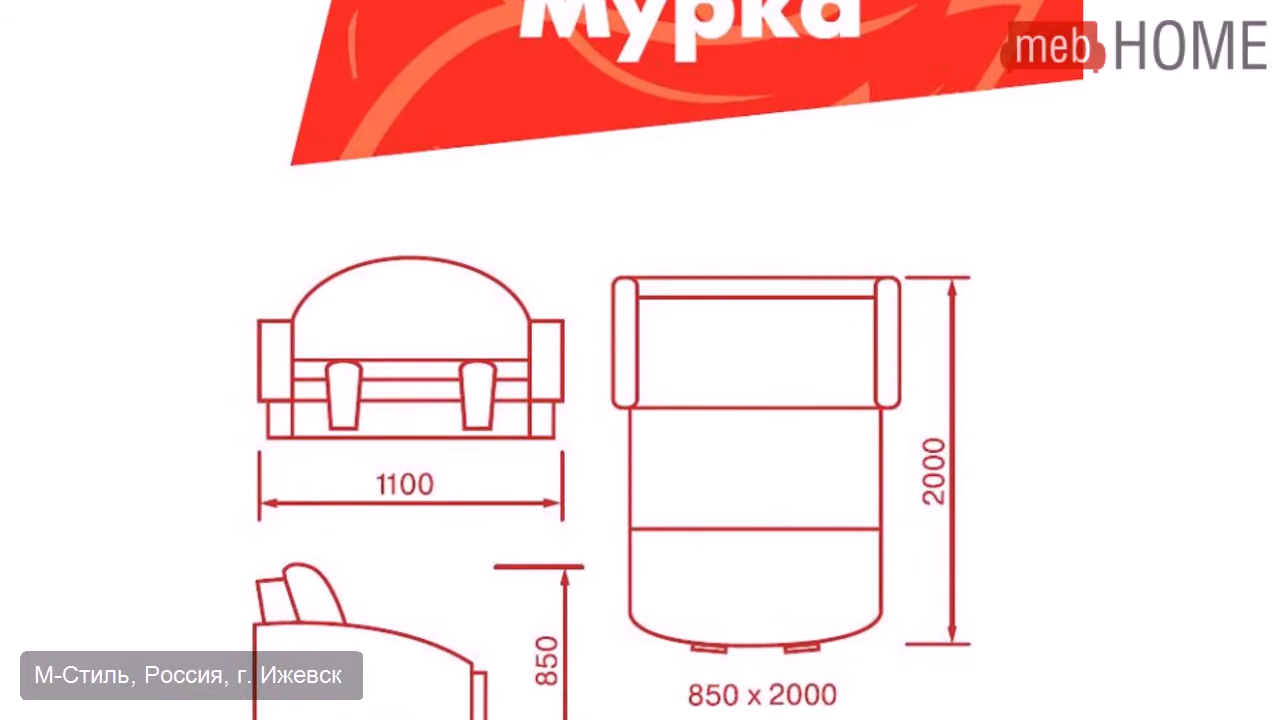 Мурка
meb HOME
1100
2000
850
850 x 2000
М-Стиль, Россия, г. Ижевск